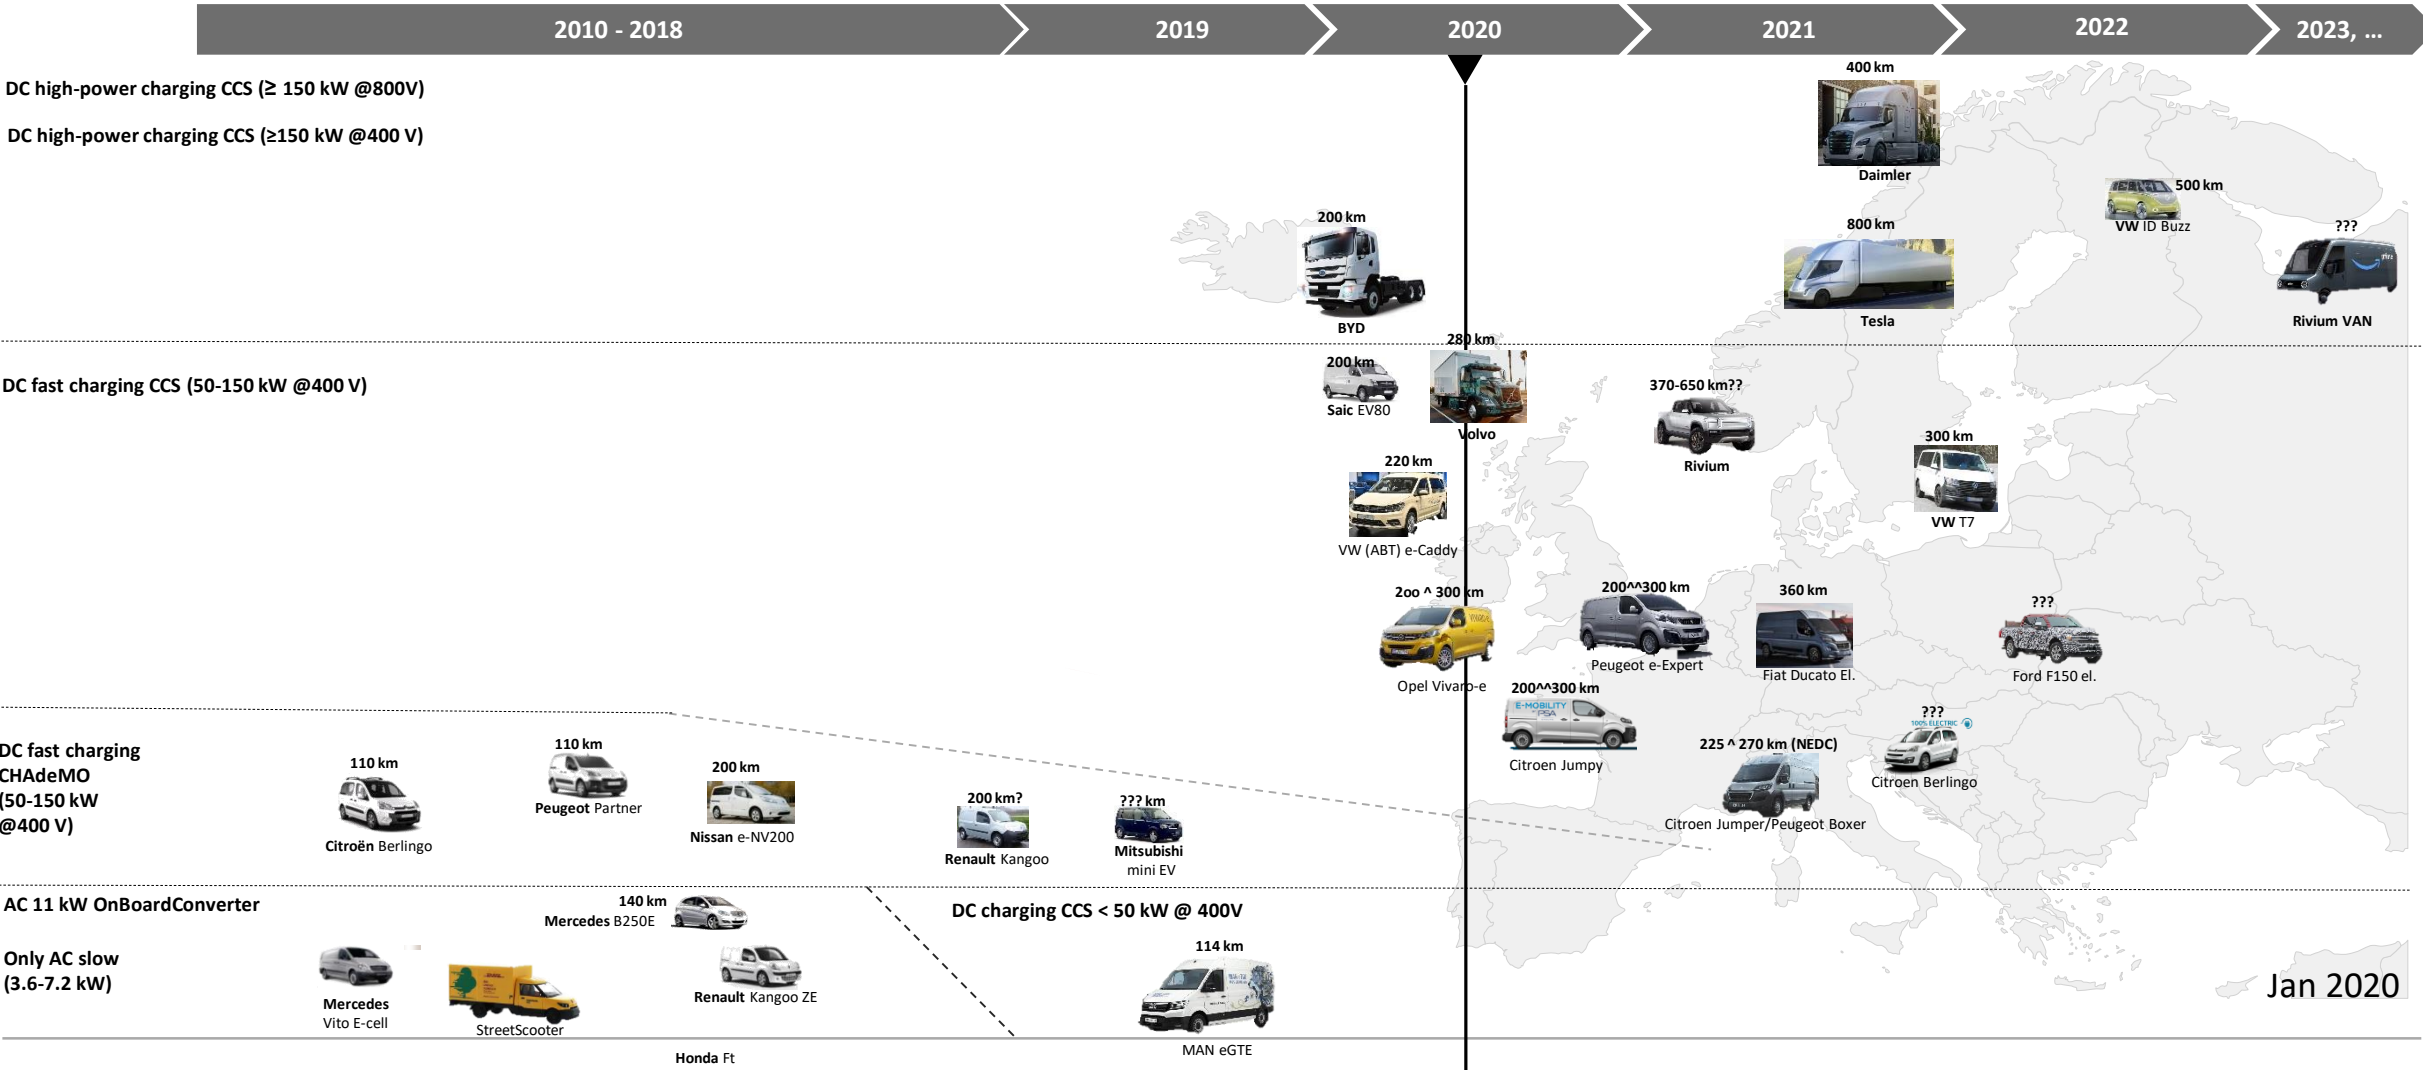 2010 - 2018
2019
2020
2021
2022
2023, ...
DC high-power charging CCS (≥ 150 kW @800V)
DC high-power charging CCS (≥150 kW @400 V)
400 km
Daimler
500 km
VW ID Buzz
200 km
BYD
800 km
Tesla
???
Rivium VAN
DC fast charging CCS (50-150 kW @400 V)
200 km
Saic EV80
280 km
Volvo
370-650 km??
Rivium
300 km
VW T7
220 km
VW (ABT) e-Caddy
2oo ^ 300 km
Opel Vivaro-e
200^^300 km
Peugeot e-Expert
360 km
Fiat Ducato El.
???
Ford F150 el.
200^^300 km
E-MOBILITY
PSA
Citroen Jumpy
225 ^ 270 km (NEDC)
Citroen Jumper/Peugeot Boxer
???
100% ELECTRIC
Citroen Berlingo
DC fast charging
CHAdeMO
(50-150 kW
@400 V)
110 km
Citroën Berlingo
110 km
Peugeot Partner
200 km
Nissan e-NV200
200 km?
Renault Kangoo
??? km
Mitsubishi
mini EV
AC 11 kW OnBoardConverter
140 km
Mercedes B250E
DC charging CCS < 50 kW @ 400V
Only AC slow
(3.6-7.2 kW)
Mercedes
Vito E-cell
StreetScooter
Renault Kangoo ZE
114 km
MAN eGTE
Honda Ft
Jan 2020